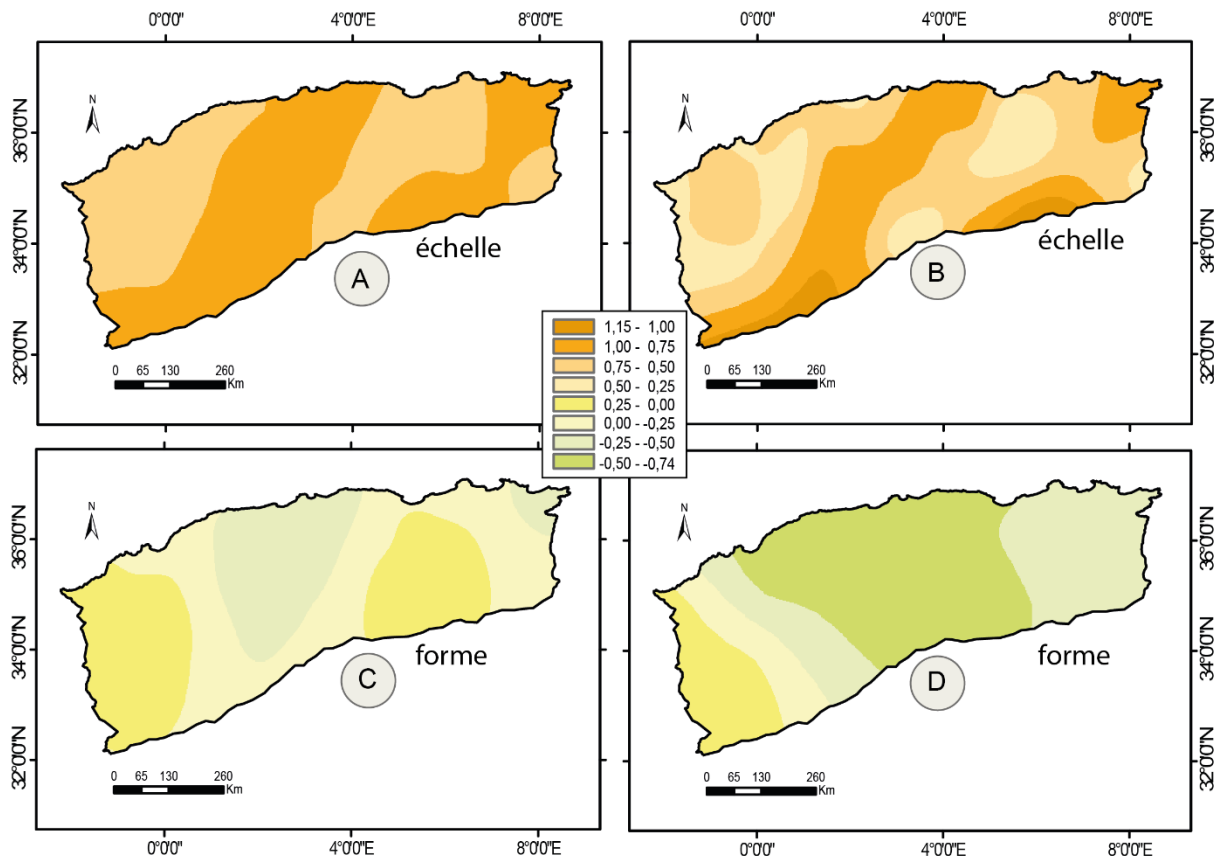 0°0'0" 4°0'0"E 8°0'0"E 0°0'0" 4°0'0"E 8°0'0"E
36°0'0"N
34°0'0"N
32°0'0"N
N
échelle
A
0 65 130 260
Km
N
échelle
B
0 65 130 260
Km
36°0'0"N
34°0'0"N
32°0'0"N
1,15 - 1,00
1,00 - 0,75
0,75 - 0,50
0,50 - 0,25
0,25 - 0,00
0,00 - -0,25
-0,25 - -0,50
-0,50 - -0,74
36°0'0"N
34°0'0"N
32°0'0"N
N
forme
C
0 65 130 260
Km
N
forme
D
0 65 130 260
Km
36°0'0"N
34°0'0"N
32°0'0"N
0°0'0" 4°0'0"E 8°0'0"E 0°0'0" 4°0'0"E 8°0'0"E